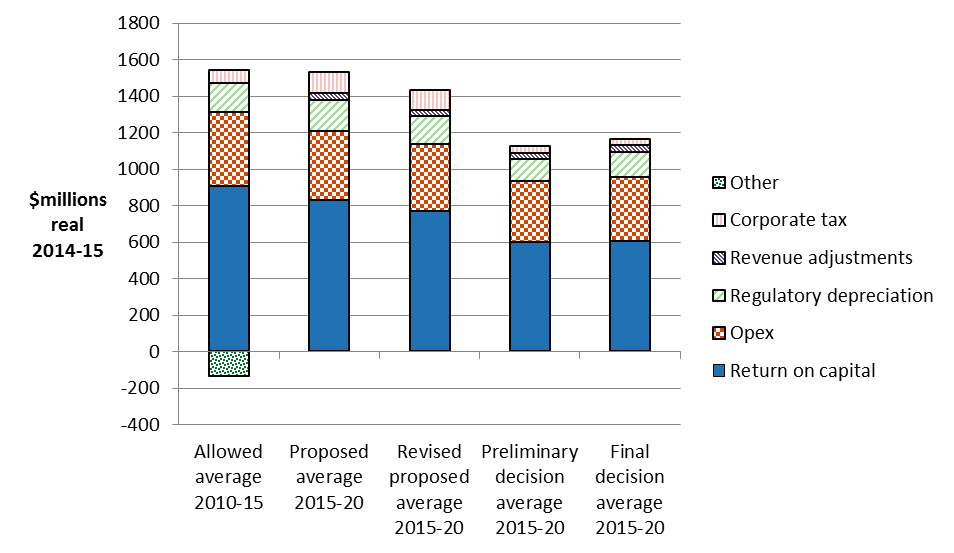 1800
1600
1400
1200
1000
800
600
400
200
0
-200
-400
$millions
real
2014-15
Allowed
average
2010-15
Proposed
average
2015-20
Revised
proposed
average
2015-20
Preliminary
decision
average
2015-20
Final
decision
average
2015-20
Other
Corporate tax
Revenue adjustments
Regulatory depreciation
Opex
Return on capital